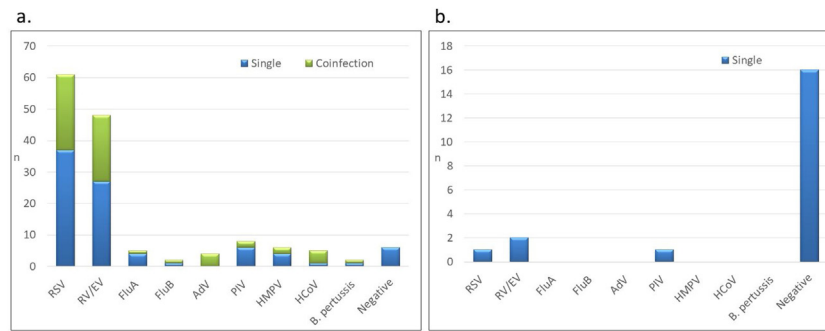 a.
70
60
50
40
n
30
20
10
0
Single
Coinfection
RSV
RV/EV
FluA
FluB
AdV
PIV
HMPV
HCoV
B. pertussis
Negative
b.
18
16
14
12
10
n
8
6
4
2
0
Single
RSV
RV/EV
FluA
FluB
AdV
PIV
HMPV
HCoV
B. pertussis
Negative